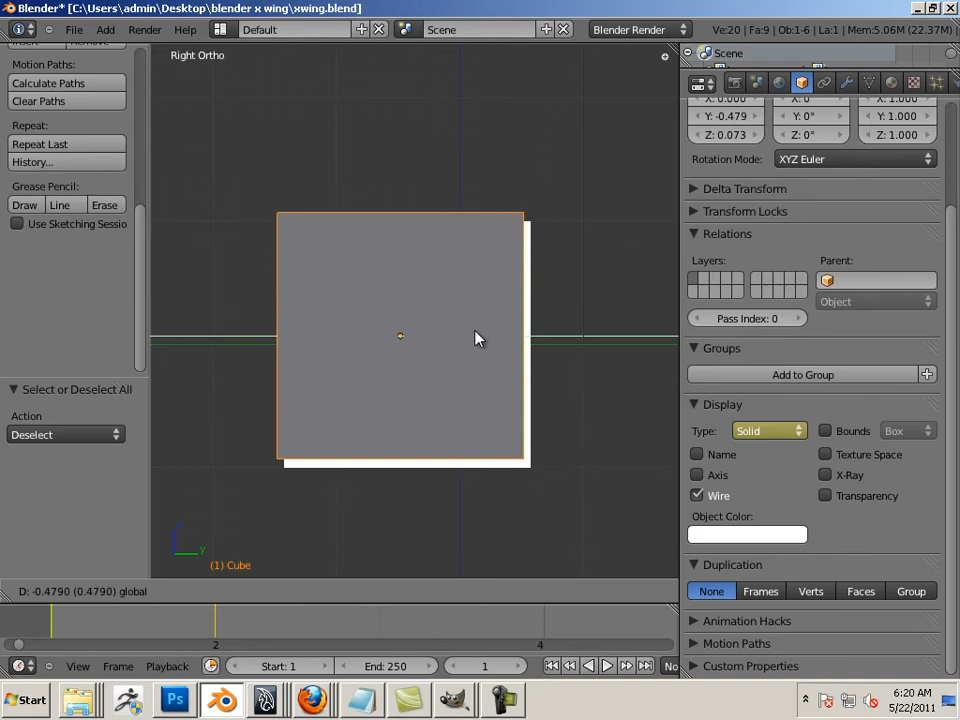 Blender* [C:\Users\admin\Desktop\blender x wing\xwing.blend]
File Add Render Help
Default
Scene
Blender Render
Ve:20 | Fa:9 | Ob:1-6 | La:1 | Mem:5.06M (22.37M)
Motion Paths:
Calculate Paths
Clear Paths
Repeat:
Repeat Last
History...
Grease Pencil:
Draw Line Erase
Use Sketching Sessio
Select or Deselect All
Action
Deselect
Right Ortho
y
(1) Cube
D: -0.4790 (0.4790) global
Scene
Y: -0.479 Y: 0° Y: 1.000
Z: 0.073 Z: 0° Z: 1.000
Rotation Mode: XYZ Euler
Delta Transform
Transform Locks
Relations
Layers: Parent:
Object
Pass Index: 0
Groups
Add to Group
Display
Type: Solid Bounds Box
Name Texture Space
Axis X-Ray
Wire Transparency
Object Color:
Duplication
None Frames Verts Faces Group
Animation Hacks
Motion Paths
Custom Properties
2 4
View Frame Playback Start: 1 End: 250 1 No
Start
Ps
6:20 AM
5/22/2011